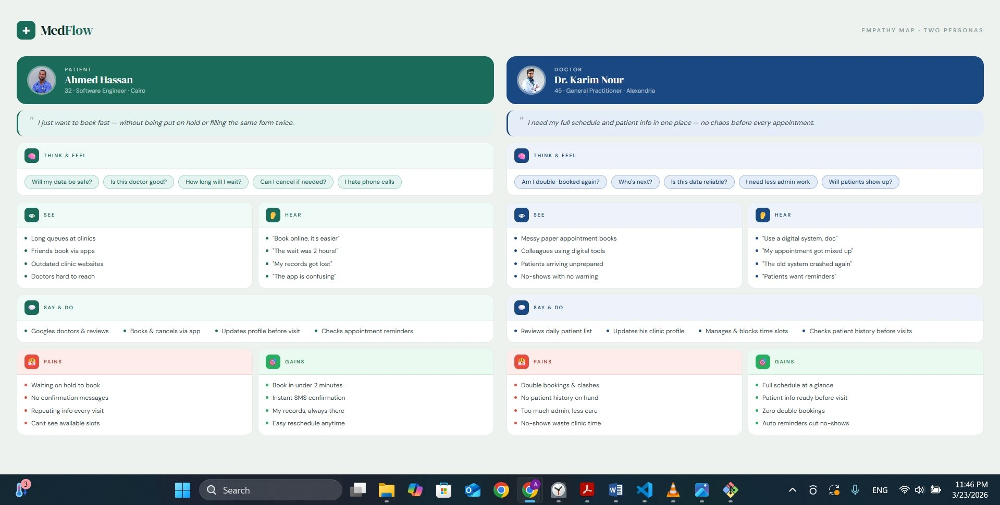 MedFlow
EMPATHY MAP · TWO PERSONAS
PATIENT
Ahmed Hassan
32 · Software Engineer · Cairo
" I just want to book fast — without being put on hold or filling the same form twice.
THINK & FEEL
Will my data be safe? Is this doctor good? How long will I wait? Can I cancel if needed? I hate phone calls
SEE
Long queues at clinics
Friends book via apps
Outdated clinic websites
Doctors hard to reach
HEAR
"Book online, it's easier"
"The wait was 2 hours!"
"My records got lost"
"The app is confusing"
SAY & DO
Googles doctors & reviews Books & cancels via app Updates profile before visit Checks appointment reminders
PAINS
Waiting on hold to book
No confirmation messages
Repeating info every visit
Can't see available slots
GAINS
Book in under 2 minutes
Instant SMS confirmation
My records, always there
Easy reschedule anytime
DOCTOR
Dr. Karim Nour
45 · General Practitioner · Alexandria
" I need my full schedule and patient info in one place — no chaos before every appointment.
THINK & FEEL
Am I double-booked again? Who's next? Is this data reliable? I need less admin work Will patients show up?
SEE
Messy paper appointment books
Colleagues using digital tools
Patients arriving unprepared
No-shows with no warning
HEAR
"Use a digital system, doc"
"My appointment got mixed up"
"The old system crashed again"
"Patients want reminders"
SAY & DO
Reviews daily patient list Updates his clinic profile Manages & blocks time slots Checks patient history before visits
PAINS
Double bookings & clashes
No patient history on hand
Too much admin, less care
No-shows waste clinic time
GAINS
Full schedule at a glance
Patient info ready before visit
Zero double bookings
Auto reminders cut no-shows
3
Search
A
W
ENG
11:46 PM
3/23/2026